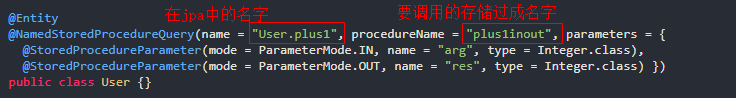 在jpa中的名字 要调用的存储过成名字
@Entity
@NamedStoredProcedureQuery(name = "User.plus1", procedureName = "plus1inout", parameters = {
@StoredProcedureParameter(mode = ParameterMode.IN, name = "arg", type = Integer.class),
@StoredProcedureParameter(mode = ParameterMode.OUT, name = "res", type = Integer.class) })
public class User {}